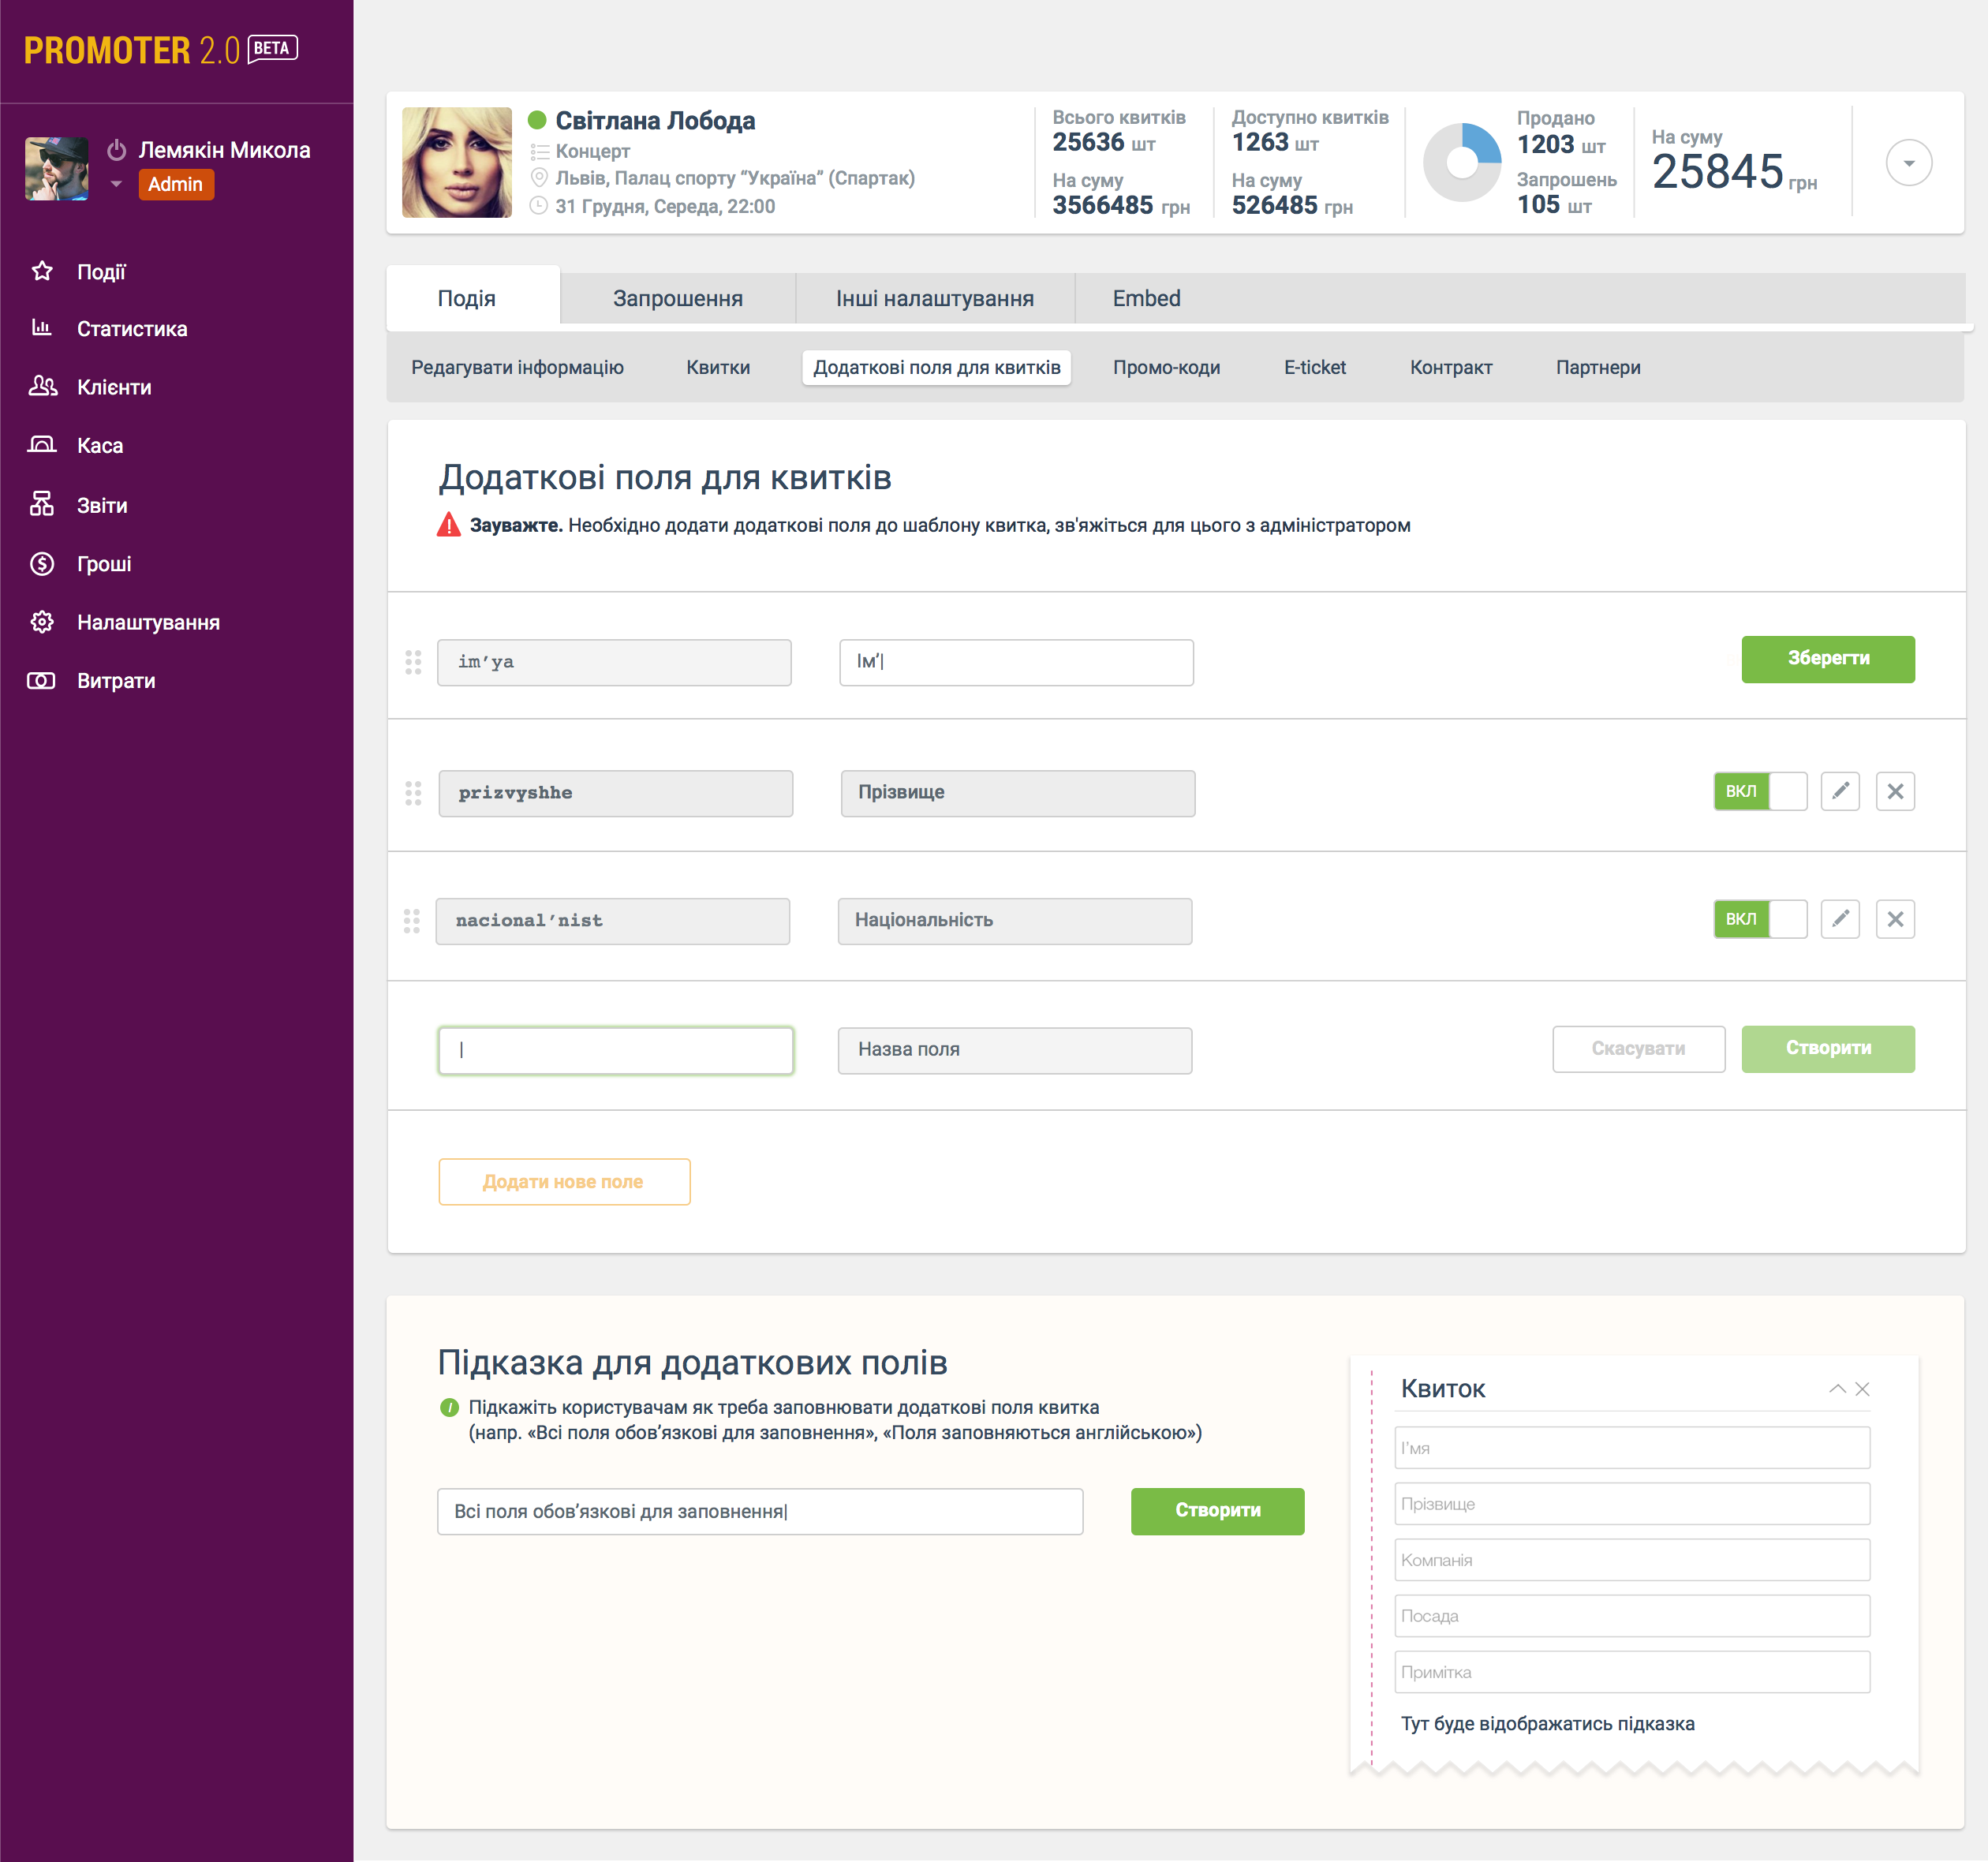 PROMOTER 2.0 BETA
Лемякін Микола
Admin
Події
Статистика
Клієнти
Каса
Звіти
Гроші
Налаштування
Витрати
Світлана Лобода
Концерт
Львів, Палац спорту “Україна” (Спартак)
31 Грудня, Середа, 22:00
Всього квитків
25636 шт
На суму
3566485 грн
Доступно квитків
1263 шт
На суму
526485 грн
Продано
1203 шт
Запрошень
105 шт
На суму
25845 грн
Подія
Запрошення
Інші налаштування
Embed
Редагувати інформацію
Квитки
Додаткові поля для квитків
Промо-коди
E-ticket
Контракт
Партнери
Додаткові поля для квитків
Зауважте. Необхідно додати додаткові поля до шаблону квитка, зв'яжіться для цього з адміністратором
im’ya
Ім’|
Зберегти
prizvyshhe
Прізвище
ВКЛ
nacional’nist
Національність
ВКЛ
Назва поля
Скасувати
Створити
Додати нове поле
Підказка для додаткових полів
Підкажіть користувачам як треба заповнювати додаткові поля квитка
(напр. «Всі поля обов’язкові для заповнення», «Поля заповняються англійською»)
Всі поля обов’язкові для заповнення|
Створити
Квиток
І’мя
Прізвище
Компанія
Посада
Примітка
Тут буде відображатись підказка